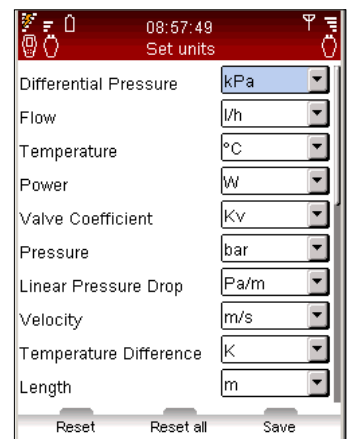 08:57:49
Set units
Differential Pressure kPa
Flow l/h
Temperature °C
Power W
Valve Coefficient Kv
Pressure bar
Linear Pressure Drop Pa/m
Velocity m/s
Temperature Difference K
Length m
Reset Reset all Save